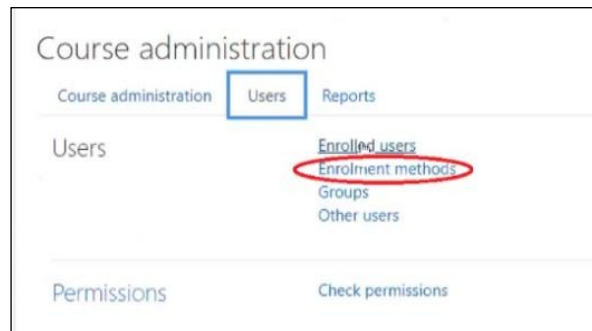 Course administration
Course administration Users Reports
Users
Enrolled users
Enrolment methods
Groups
Other users
Permissions
Check permissions